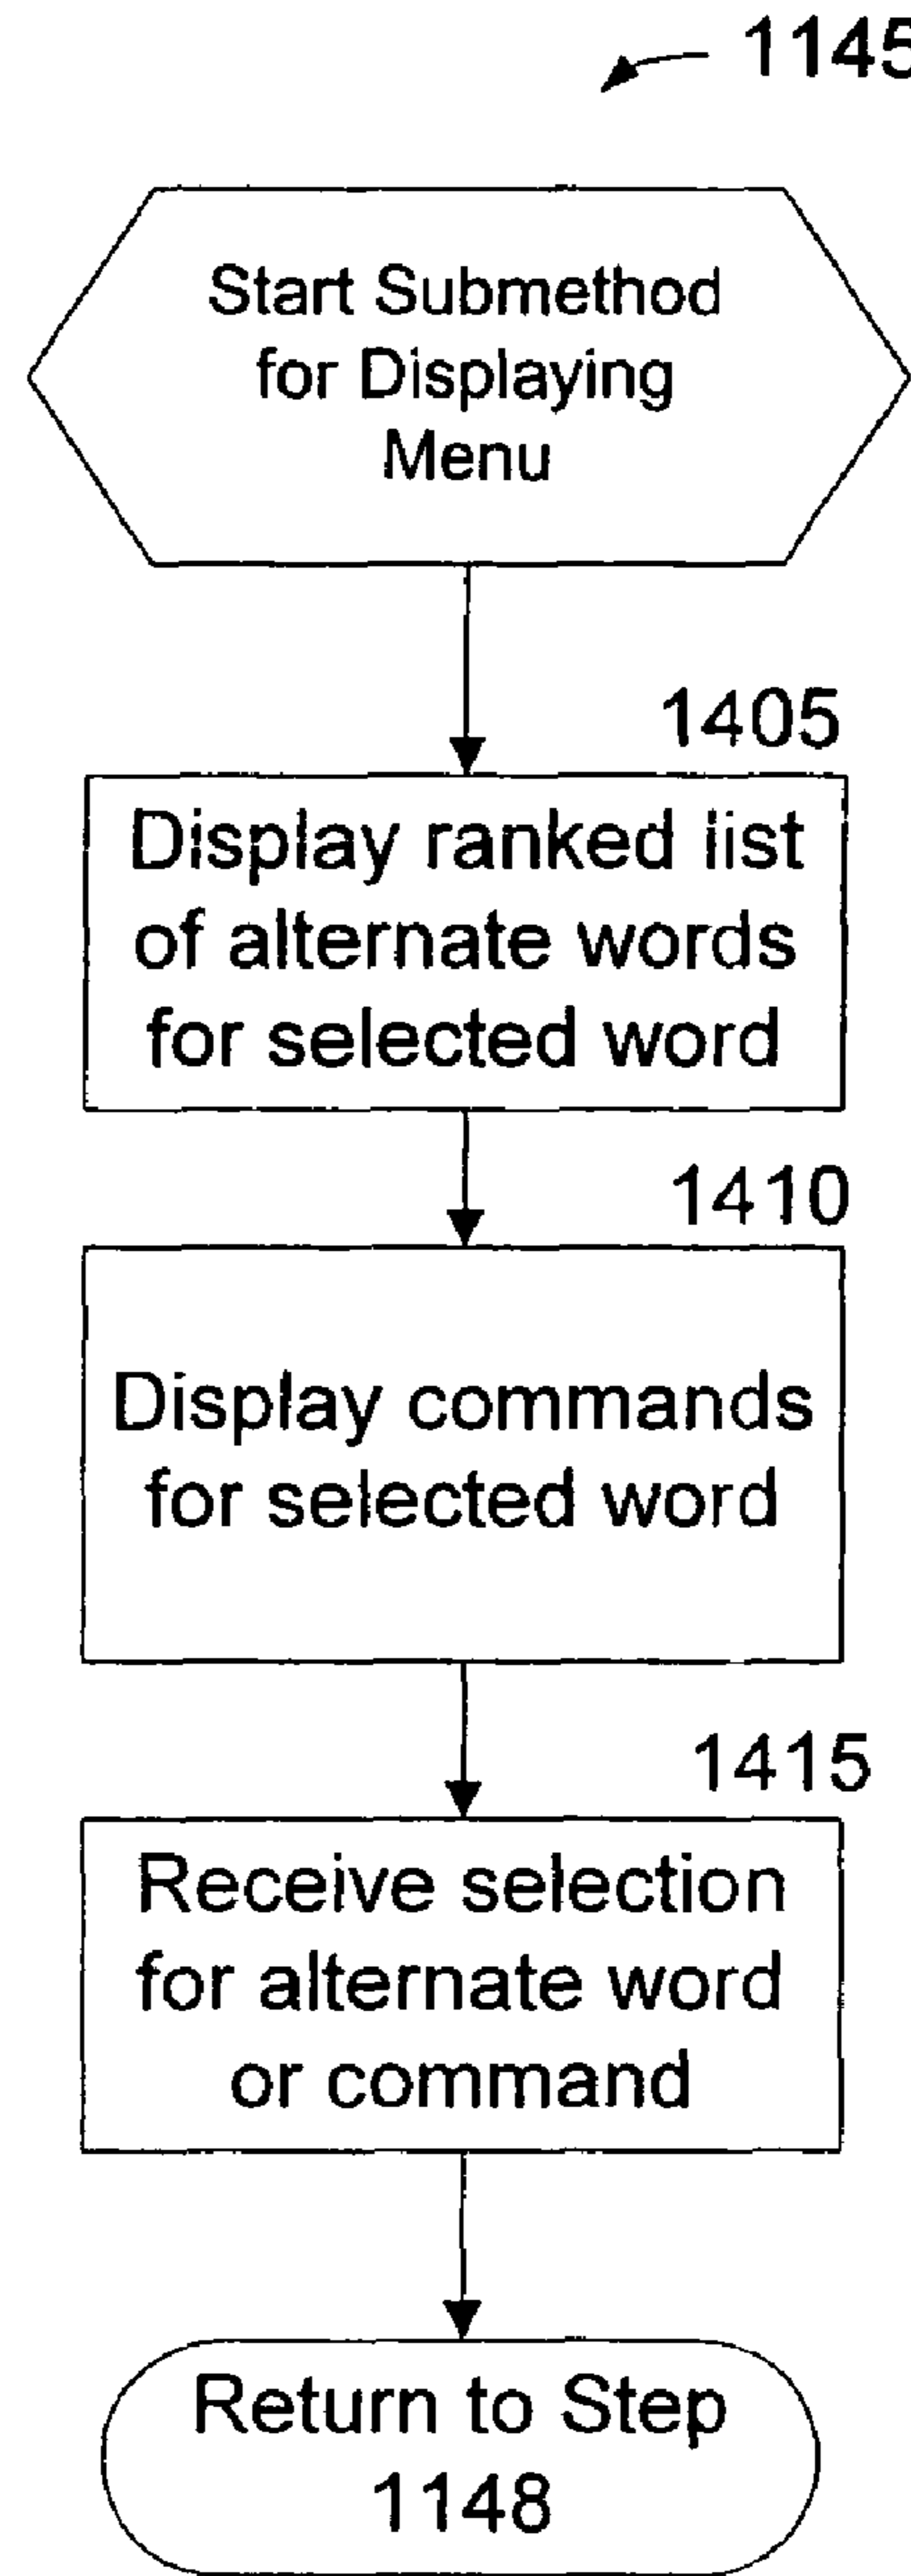 1145
Start Submethod
for Displaying
Menu
1405
Display ranked list
of alternate words
for selected word
1410
Display commands
for selected word
1415
Receive selection
for alternate word
or command
Return to Step
1148